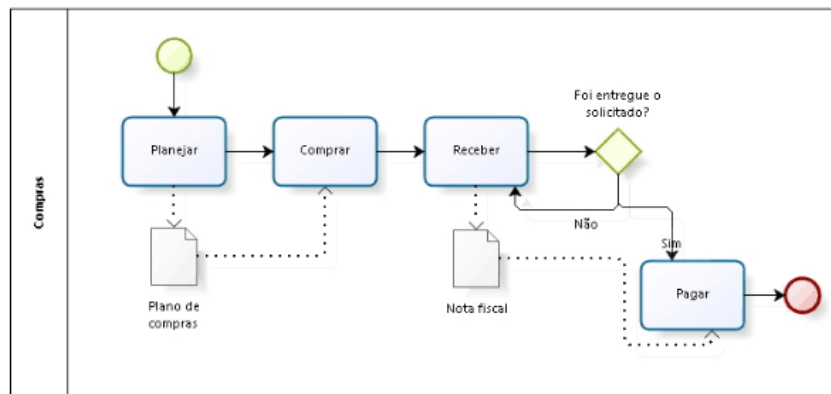 Compras
Planejar
Comprar
Receber
Foi entregue o
solicitado?
Não
Sim
Plano de
compras
Nota fiscal
Pagar